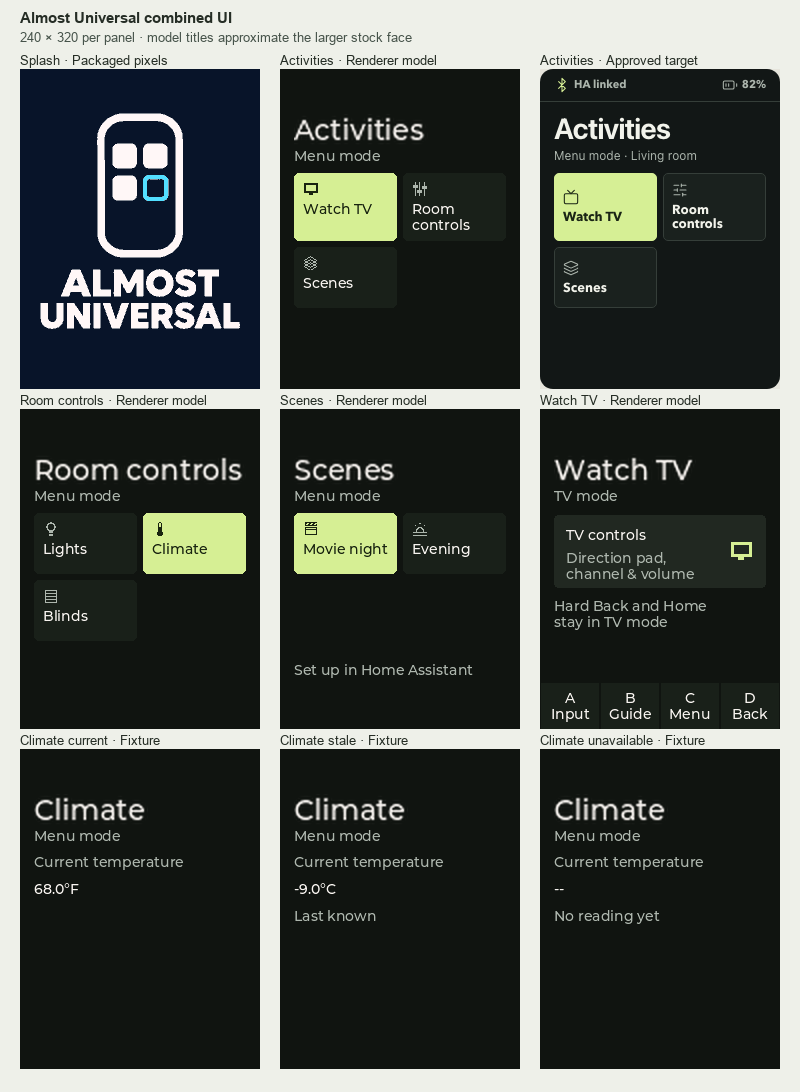 Almost Universal combined UI
240 × 320 per panel · model titles approximate the larger stock face
Splash · Packaged pixels
ALMOST
UNIVERSAL
Activities · Renderer model
Activities
Menu mode
Watch TV
Room
controls
Scenes
Activities · Approved target
HA linked
82%
Activities
Menu mode · Living room
Watch TV
Room
controls
Scenes
Room controls · Renderer model
Room controls
Menu mode
Lights
Climate
Blinds
Scenes · Renderer model
Scenes
Menu mode
Movie night
Evening
Set up in Home Assistant
Watch TV · Renderer model
Watch TV
TV mode
TV controls
Direction pad,
channel & volume
Hard Back and Home
stay in TV mode
A
Input
B
Guide
C
Menu
D
Back
Climate current · Fixture
Climate
Menu mode
Current temperature
68.0°F
Climate stale · Fixture
Climate
Menu mode
Current temperature
-9.0°C
Last known
Climate unavailable · Fixture
Climate
Menu mode
Current temperature
--
No reading yet